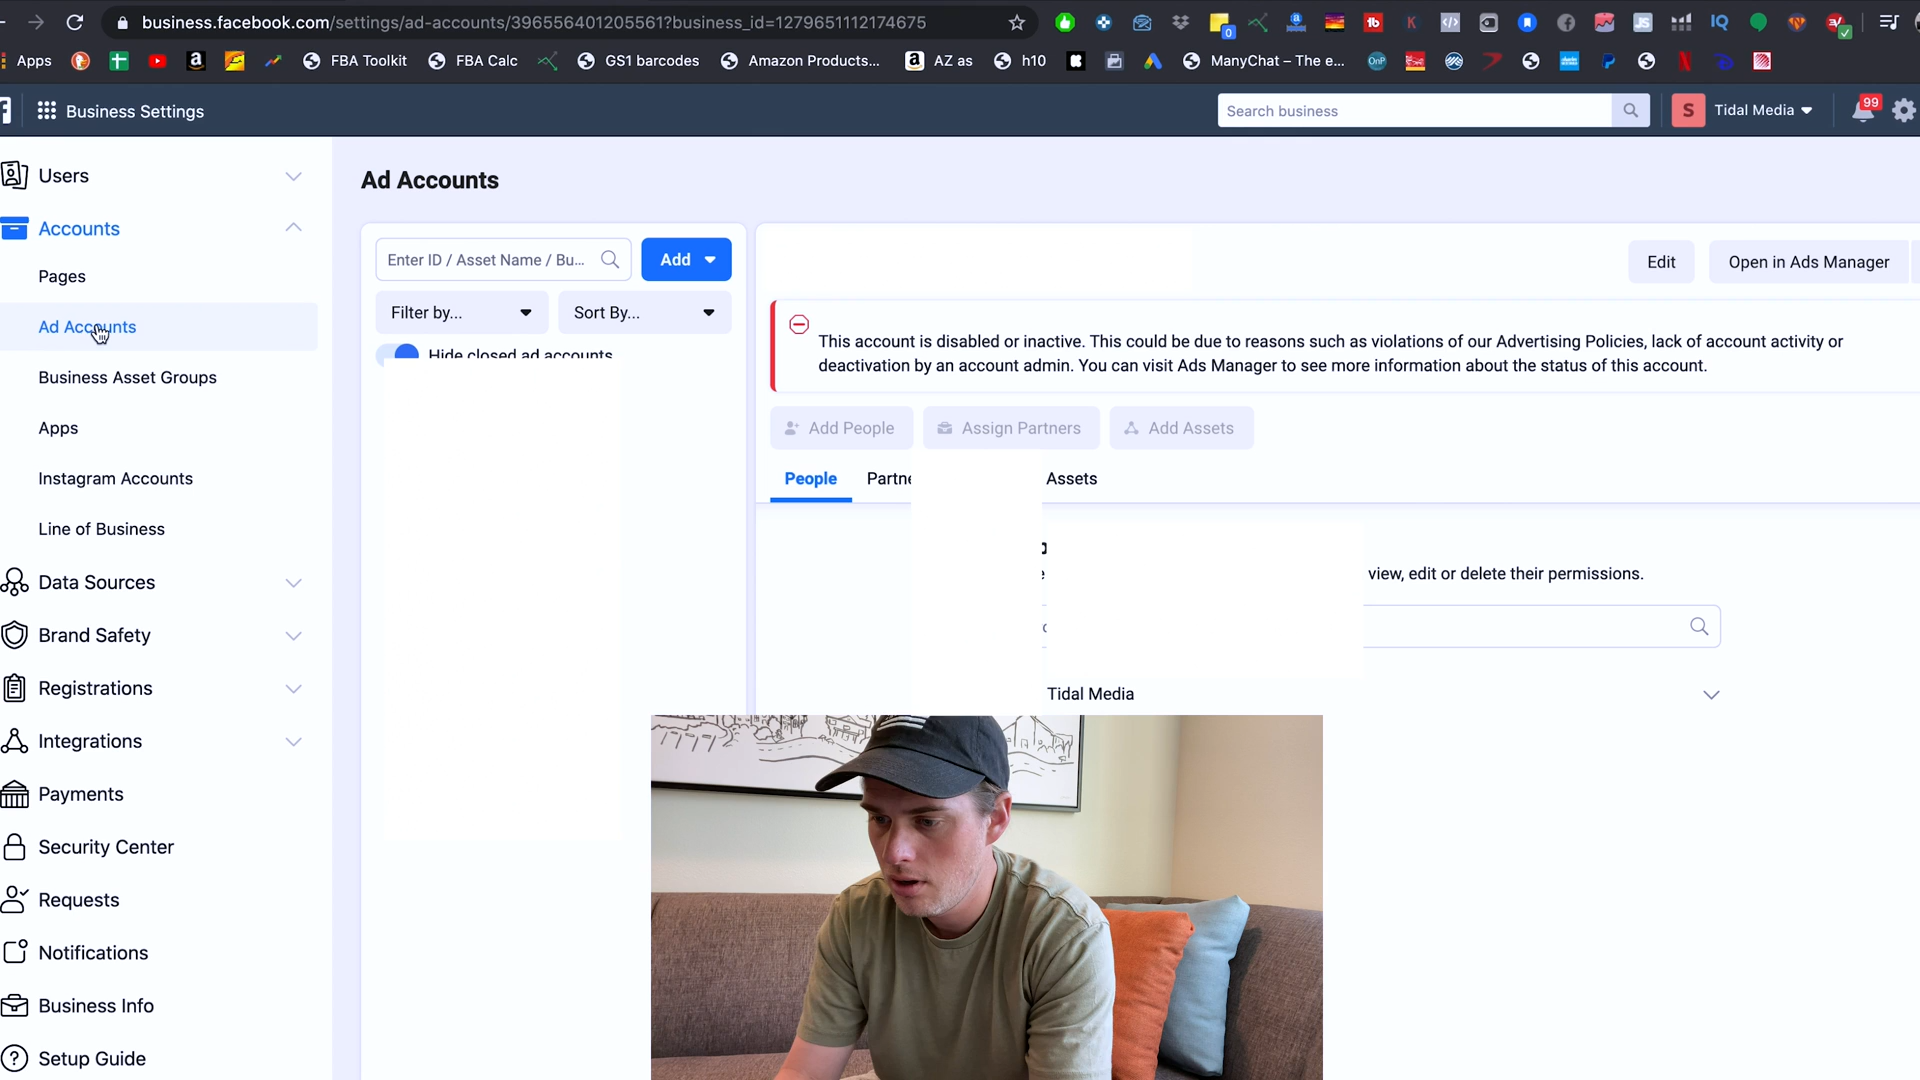 business.facebook.com/settings/ad-accounts/396556401205561?business_id=1279651112174675
Apps
FBA Toolkit
FBA Calc
GS1 barcodes
Amazon Products...
AZ as
h10
ManyChat – The e...
Business Settings
Search business
S
Tidal Media
99
Users
Accounts
Pages
Ad Accounts
Business Asset Groups
Apps
Instagram Accounts
Line of Business
Data Sources
Brand Safety
Registrations
Integrations
Payments
Security Center
Requests
Notifications
Business Info
Setup Guide
Ad Accounts
Enter ID / Asset Name / Bu...
Add
Filter by...
Sort By...
Hide closed ad accounts
Edit
Open in Ads Manager
This account is disabled or inactive. This could be due to reasons such as violations of our Advertising Policies, lack of account activity or
deactivation by an account admin. You can visit Ads Manager to see more information about the status of this account.
Add People
Assign Partners
Add Assets
People
Partne
Assets
view, edit or delete their permissions.
Tidal Media